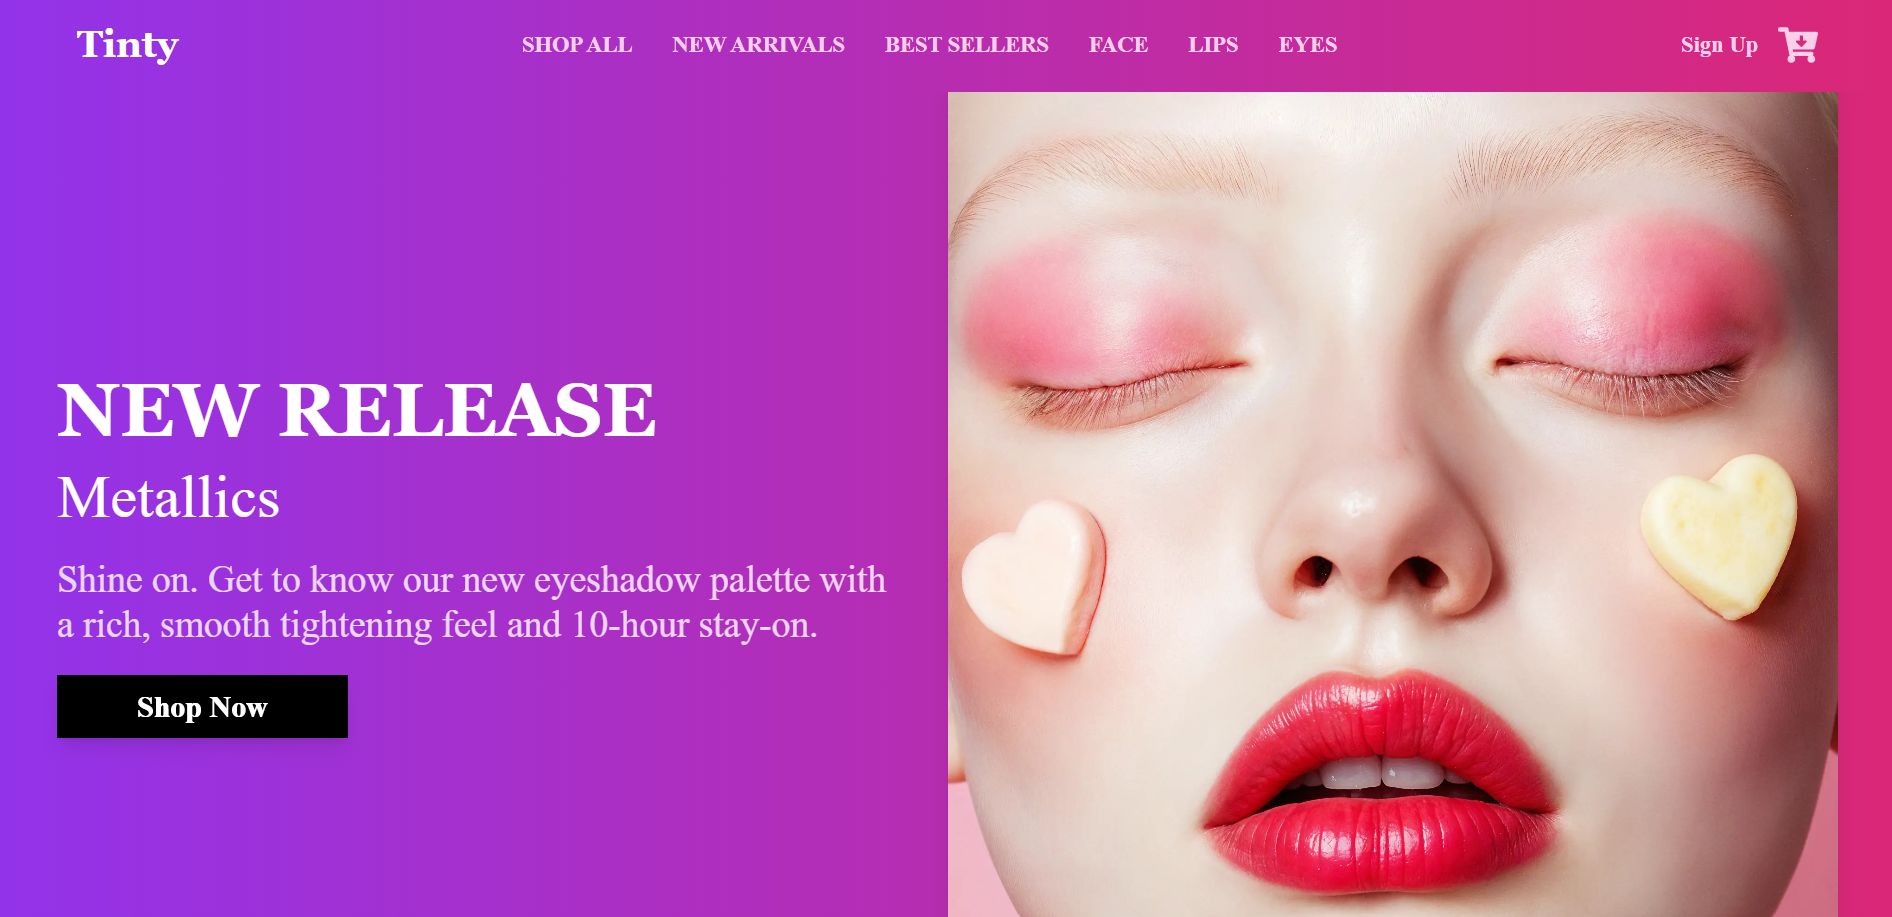 Tinty
SHOP ALL
NEW ARRIVALS
BEST SELLERS
FACE
LIPS
EYES
Sign Up
NEW RELEASE
Metallics
Shine on. Get to know our new eyeshadow palette with
a rich, smooth tightening feel and 10-hour stay-on.
Shop Now